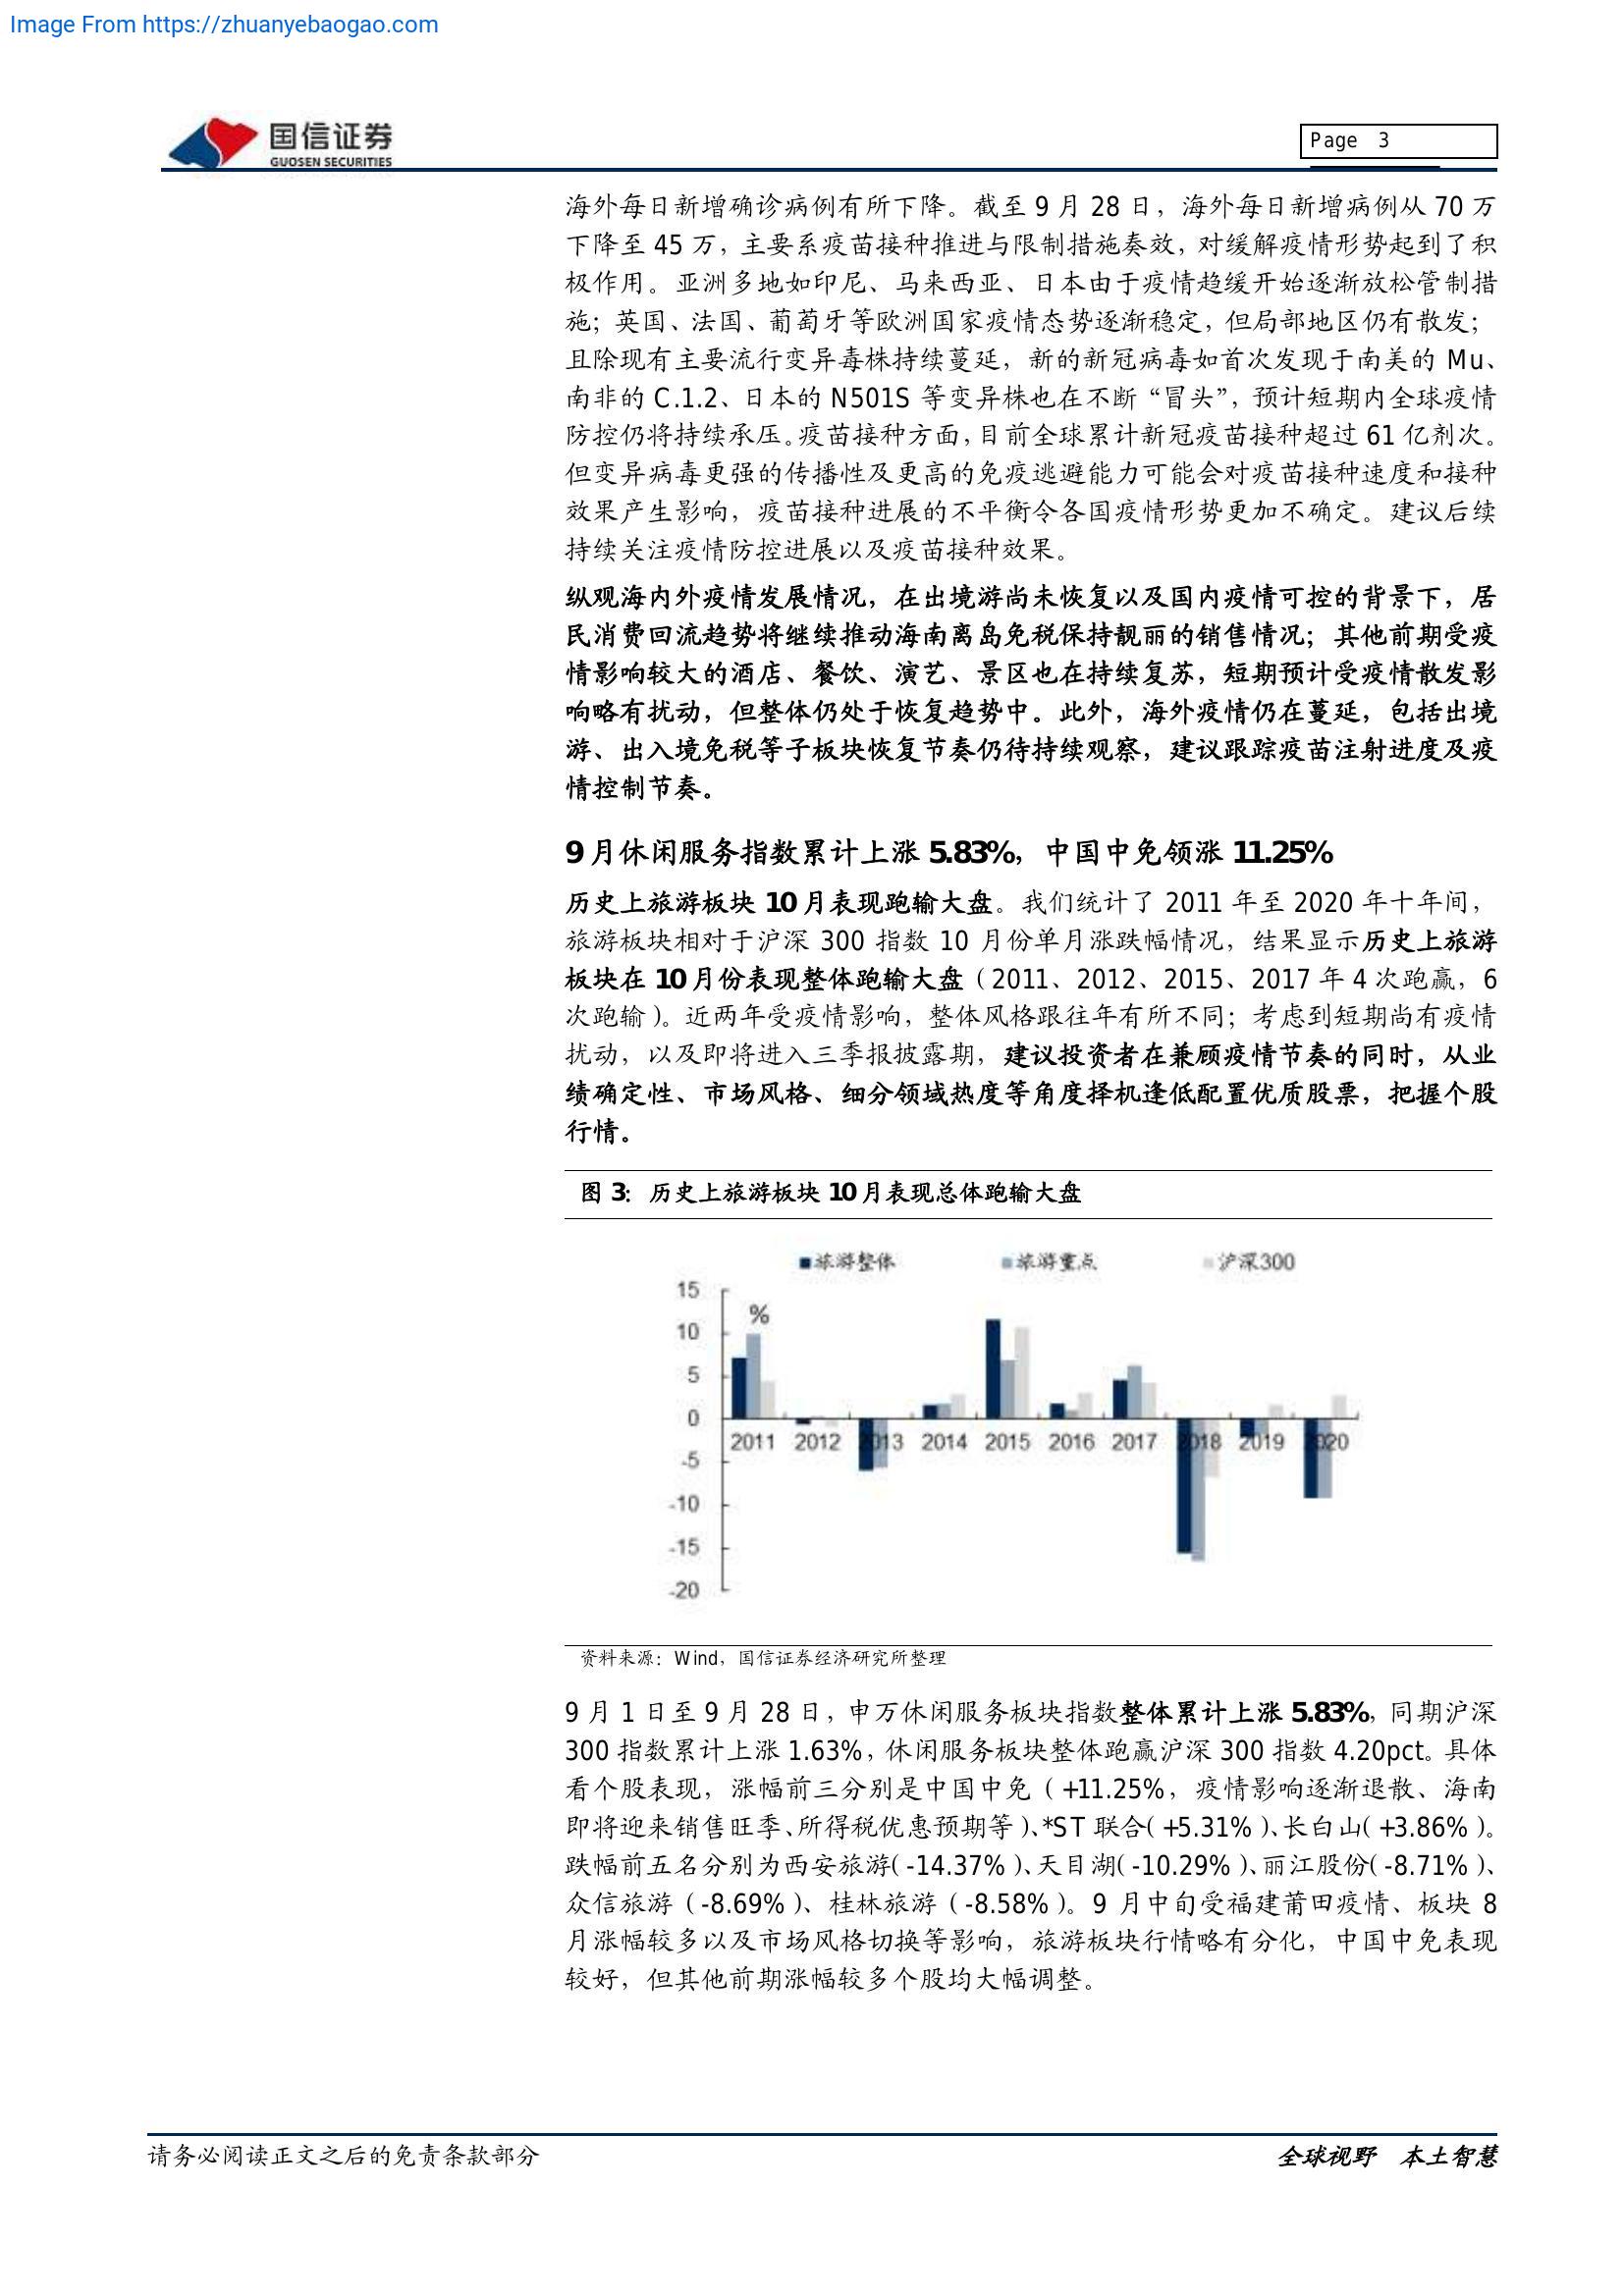 Image From https://zhuanyebaogao.com
国信证券
GUOSEN SECURITIES
Page 3
海外每日新增确诊病例有所下降。截至 9 月 28 日，海外每日新增病例从 70 万
下降至 45 万，主要系疫苗接种推进与限制措施奏效，对缓解疫情形势起到了积
极作用。亚洲多地如印尼、马来西亚、日本由于疫情趋缓开始逐渐放松管制措
施；英国、法国、葡萄牙等欧洲国家疫情态势逐渐稳定，但局部地区仍有散发；
且除现有主要流行变异毒株持续蔓延，新的新冠病毒如首次发现于南美的 Mu、
南非的 C.1.2、日本的 N501S 等变异株也在不断“冒头”，预计短期内全球疫情
防控仍将持续承压。疫苗接种方面，目前全球累计新冠疫苗接种超过 61 亿剂次。
但变异病毒更强的传播性及更高的免疫逃避能力可能会对疫苗接种速度和接种
效果产生影响，疫苗接种进展的不平衡令各国疫情形势更加不确定。建议后续
持续关注疫情防控进展以及疫苗接种效果。
纵观海内外疫情发展情况，在出境游尚未恢复以及国内疫情可控的背景下，居
民消费回流趋势将继续推动海南离岛免税保持靓丽的销售情况；其他前期受疫
情影响较大的酒店、餐饮、演艺、景区也在持续复苏，短期预计受疫情散发影
响略有扰动，但整体仍处于恢复趋势中。此外，海外疫情仍在蔓延，包括出境
游、出入境免税等子板块恢复节奏仍待持续观察，建议跟踪疫苗注射进度及疫
情控制节奏。
9 月休闲服务指数累计上涨 5.83%，中国中免领涨 11.25%
历史上旅游板块 10 月表现跑输大盘。我们统计了 2011 年至 2020 年十年间，
旅游板块相对于沪深 300 指数 10 月份单月涨跌幅情况，结果显示历史上旅游
板块在 10 月份表现整体跑输大盘（2011、2012、2015、2017 年 4 次跑赢，6
次跑输）。近两年受疫情影响，整体风格跟往年有所不同；考虑到短期尚有疫情
扰动，以及即将进入三季报披露期，建议投资者在兼顾疫情节奏的同时，从业
绩确定性、市场风格、细分领域热度等角度择机逢低配置优质股票，把握个股
行情。
图 3：历史上旅游板块 10 月表现总体跑输大盘
旅游整体 旅游重点 沪深300
15
%
10
5
0
2011 2012 2013 2014 2015 2016 2017 2018 2019 2020
-5
-10
-15
-20
资料来源：Wind，国信证券经济研究所整理
9 月 1 日至 9 月 28 日，申万休闲服务板块指数整体累计上涨 5.83%，同期沪深
300 指数累计上涨 1.63%，休闲服务板块整体跑赢沪深 300 指数 4.20pct。具体
看个股表现，涨幅前三分别是中国中免（+11.25%，疫情影响逐渐退散、海南
即将迎来销售旺季、所得税优惠预期等）、*ST 联合（+5.31%）、长白山（+3.86%）。
跌幅前五名分别为西安旅游（-14.37%）、天目湖（-10.29%）、丽江股份（-8.71%）、
众信旅游（-8.69%）、桂林旅游（-8.58%）。9 月中旬受福建莆田疫情、板块 8
月涨幅较多以及市场风格切换等影响，旅游板块行情略有分化，中国中免表现
较好，但其他前期涨幅较多个股均大幅调整。
请务必阅读正文之后的免责条款部分
全球视野 本土智慧